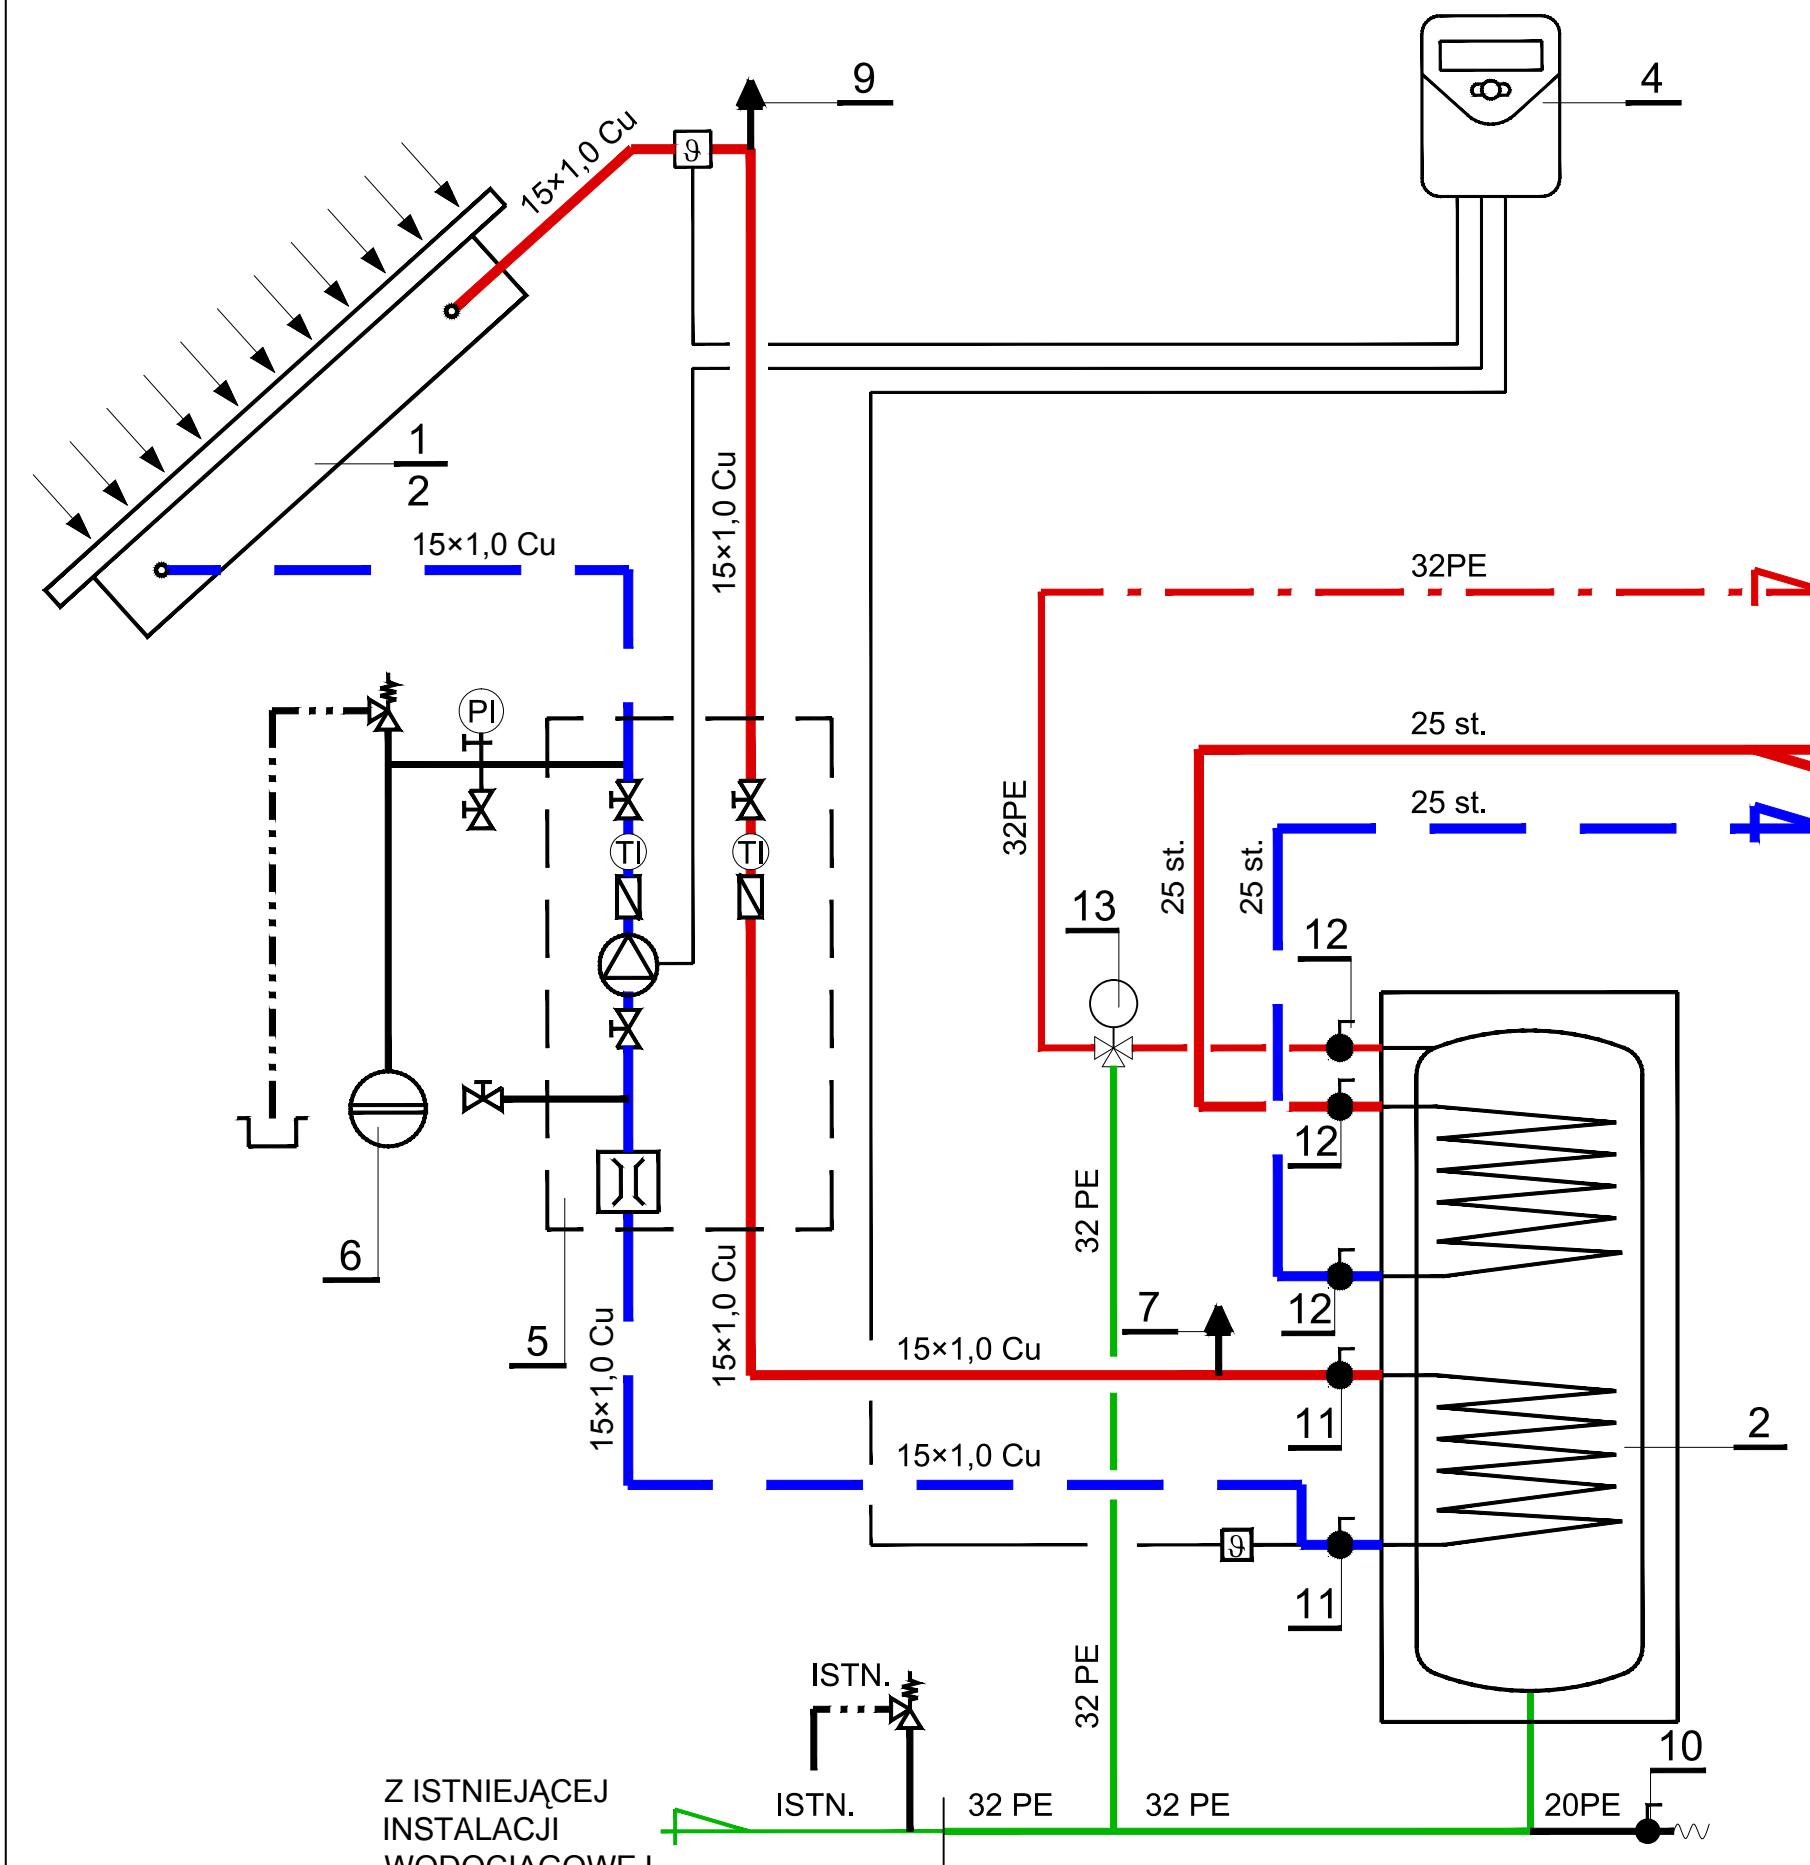 9
4
15×1,0 Cu
ϑ
1
2
15×1,0 Cu
15×1,0 Cu
32PE
PI
25 st.
25 st.
32PE
TI
TI
25 st.
25 st.
13
12
12
32 PE
6
5
15×1,0 Cu
15×1,0 Cu
7
12
15×1,0 Cu
11
2
15×1,0 Cu
ϑ
11
32 PE
ISTN.
10
Z ISTNIEJĄCEJ
ISTN.
32 PE
32 PE
20PE
INSTALACJI
WODOCIĄGOWEJ